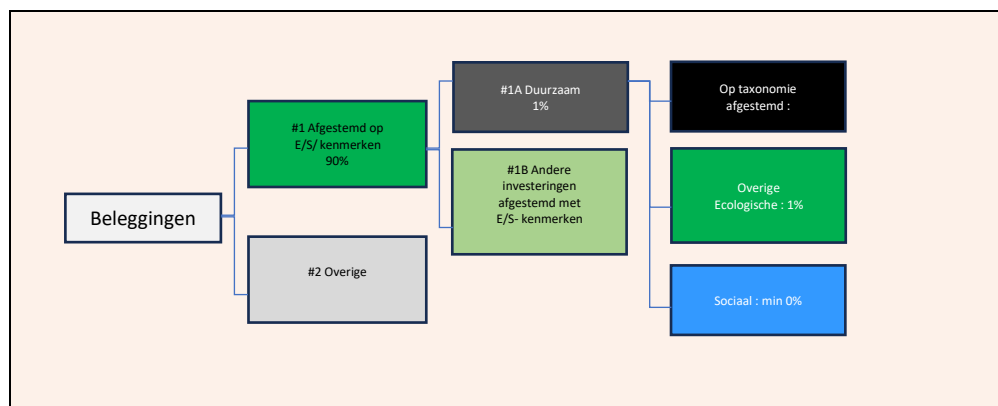 Beleggingen
#1 Afgestemd op
E/S/ kenmerken
90%
#2 Overige
#1A Duurzaam
1%
#1B Andere
investeringen
afgestemd met
E/S- kenmerken
Op taxonomie
afgestemd :
Overige
Ecologische : 1%
Sociaal : min 0%